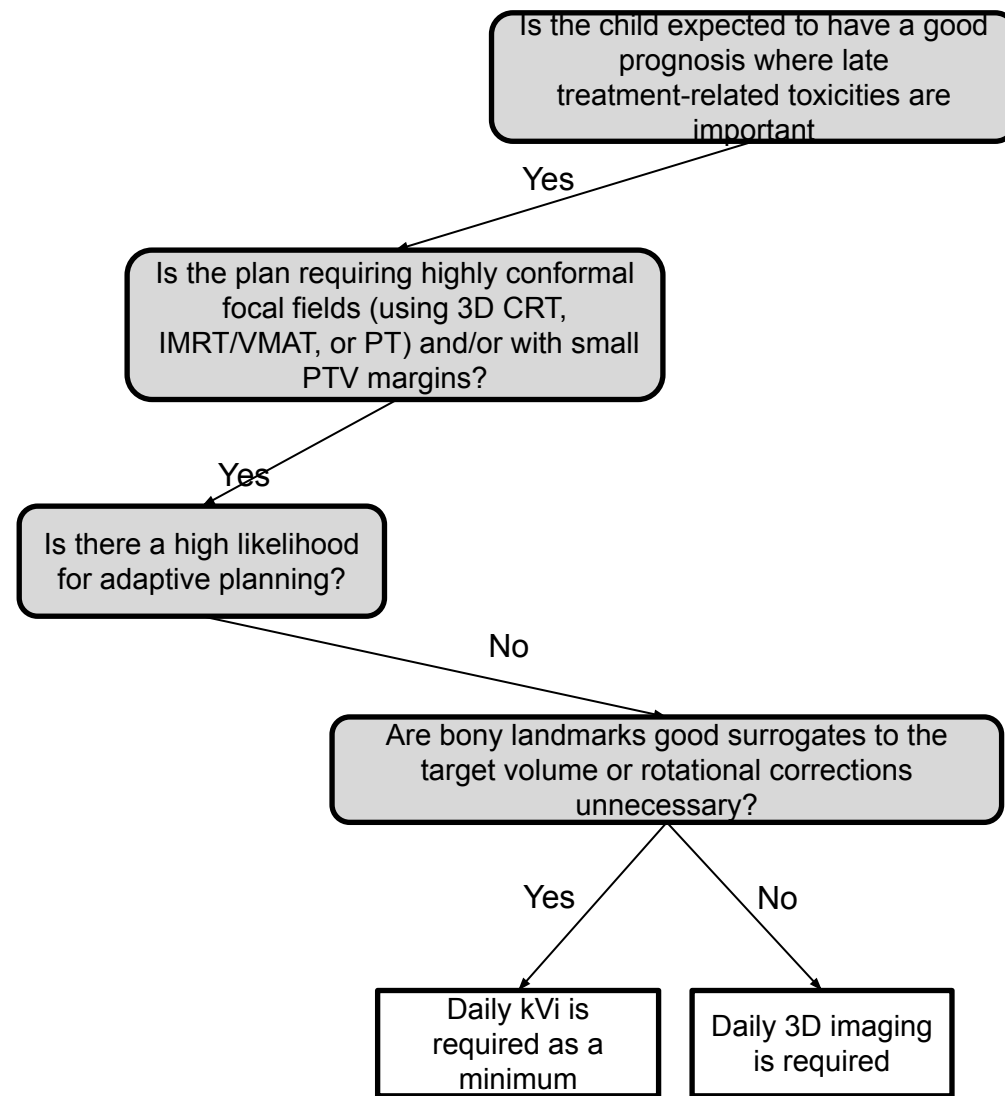 Is the child expected to have a good
prognosis where late
treatment-related toxicities are
important
Yes
Is the plan requiring highly conformal
focal fields (using 3D CRT,
IMRT/VMAT, or PT) and/or with small
PTV margins?
Yes
Is there a high likelihood
for adaptive planning?
No
Are bony landmarks good surrogates to the
target volume or rotational corrections
unnecessary?
Yes
No
Daily kVi is
required as a
minimum
Daily 3D imaging
is required